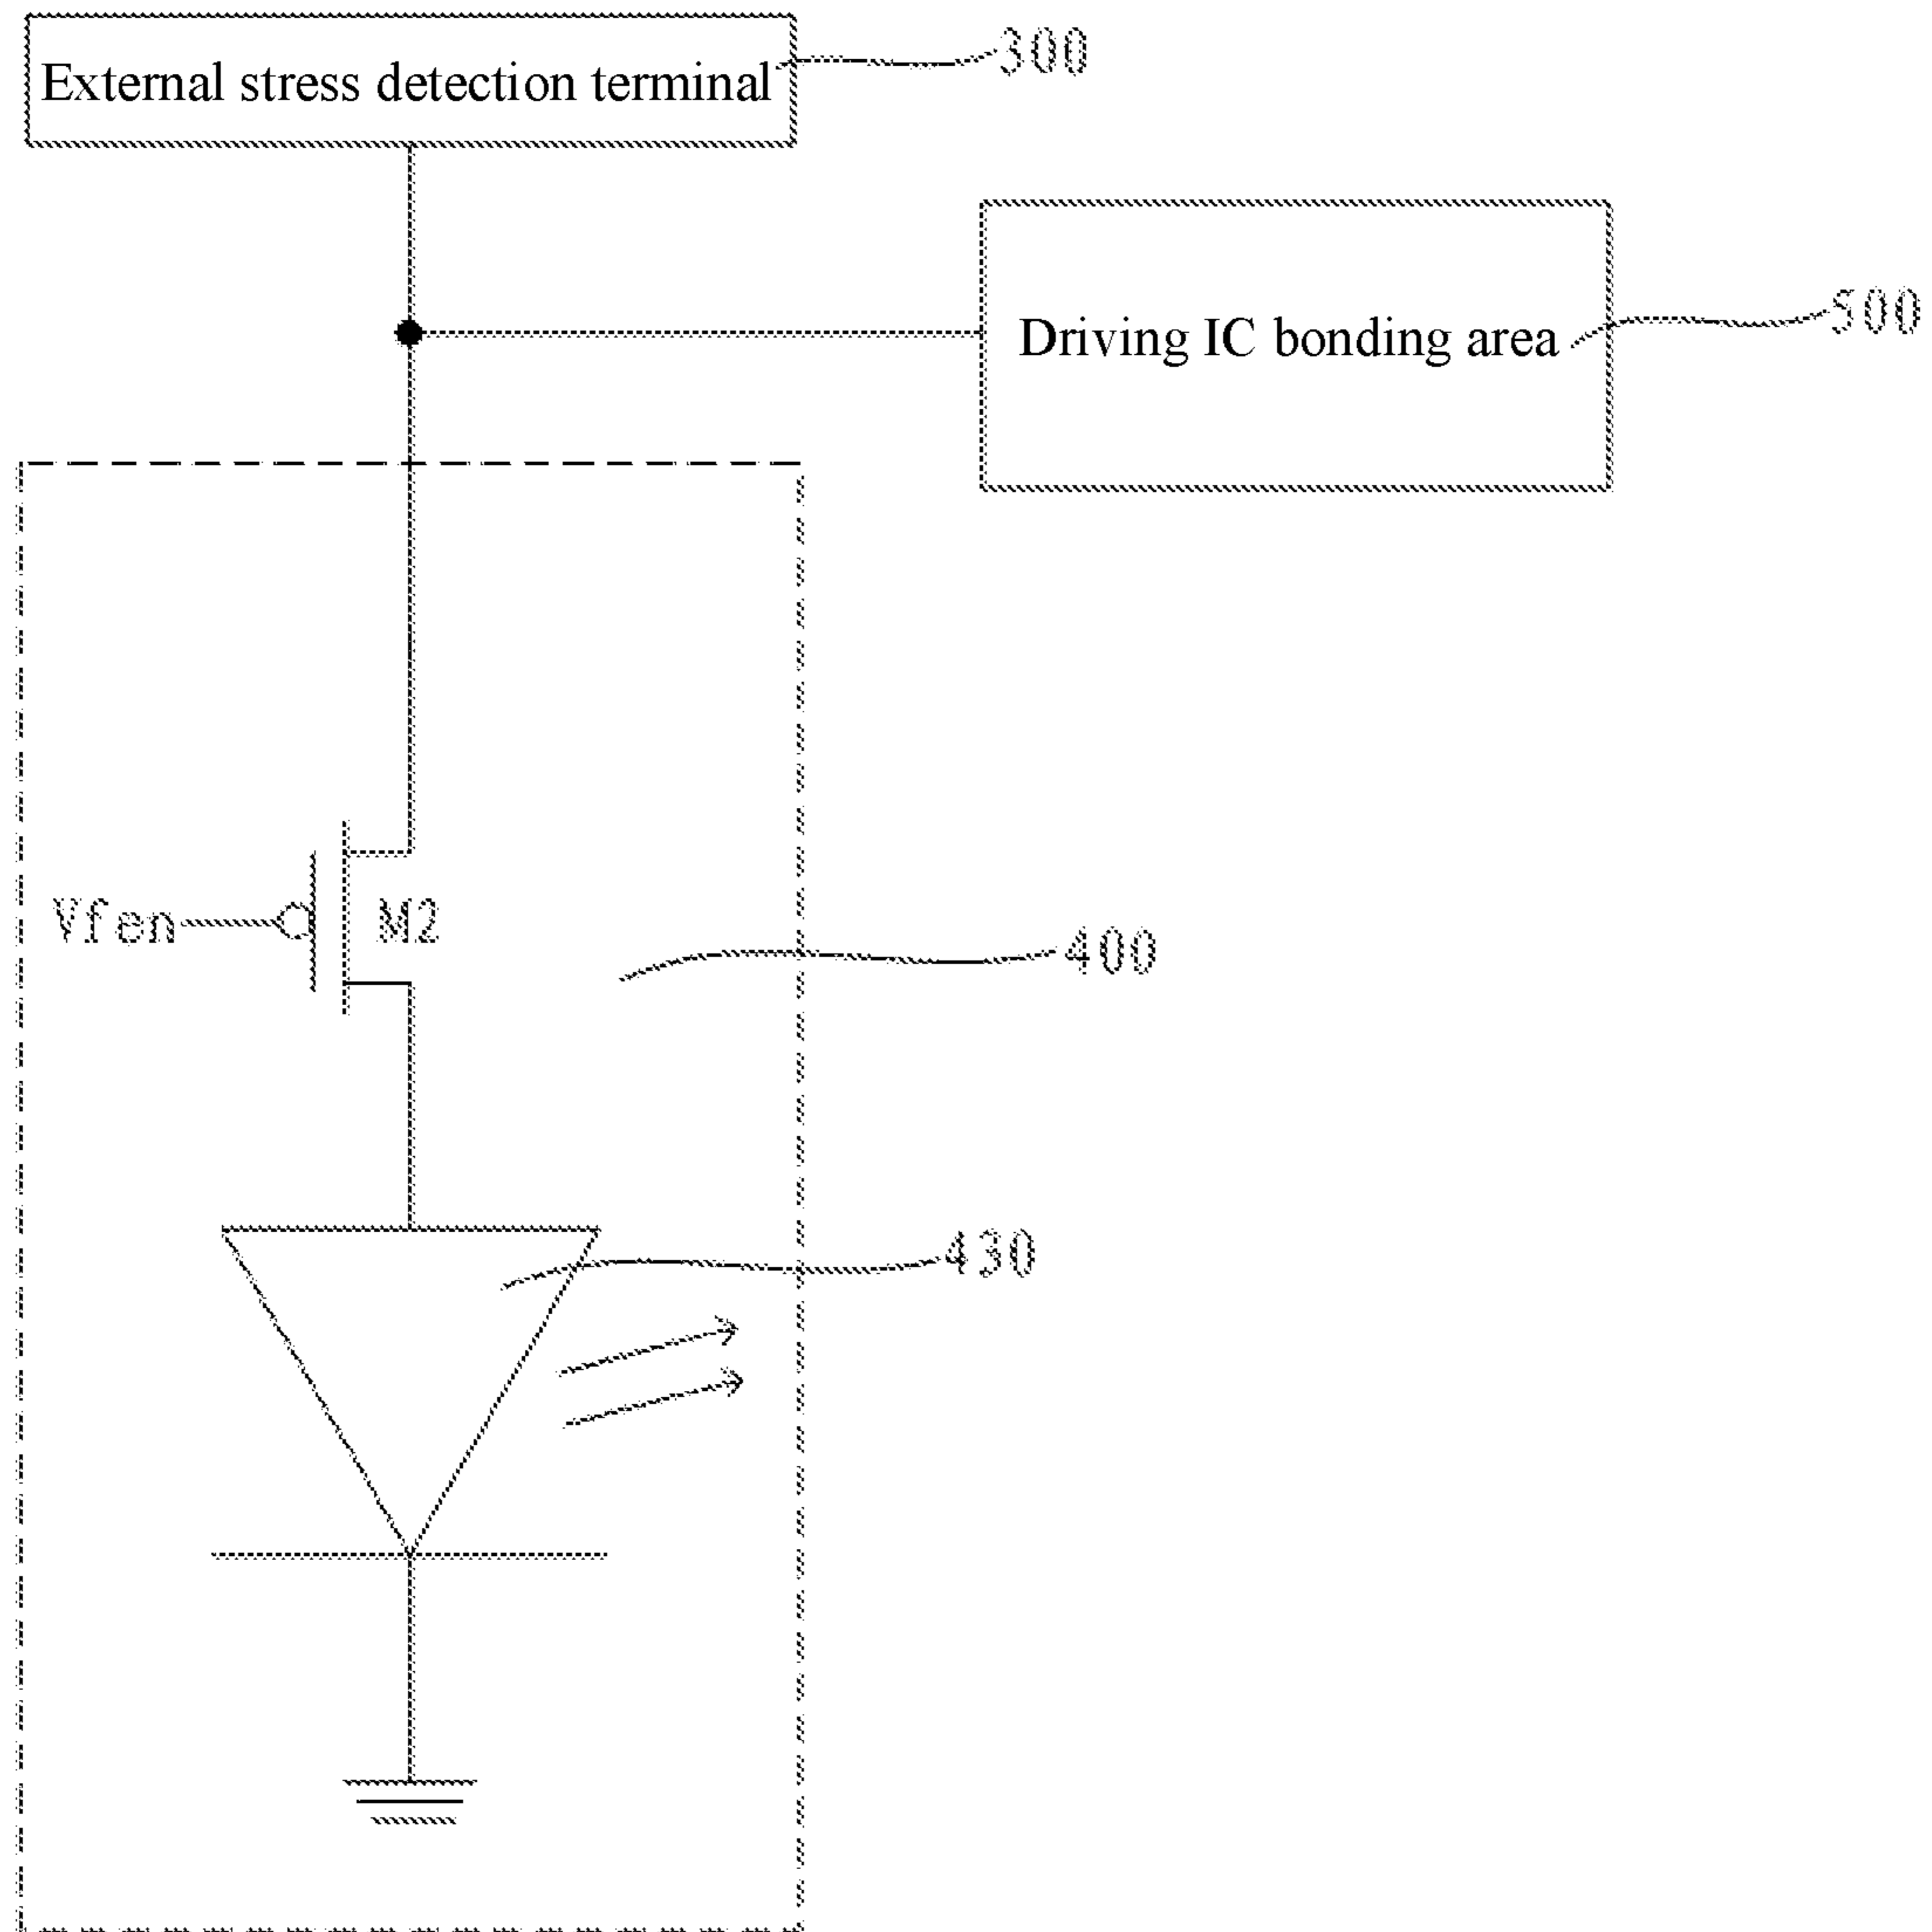 External stress detection terminal
300
Driving IC bonding area
500
Vfen
M2
400
430